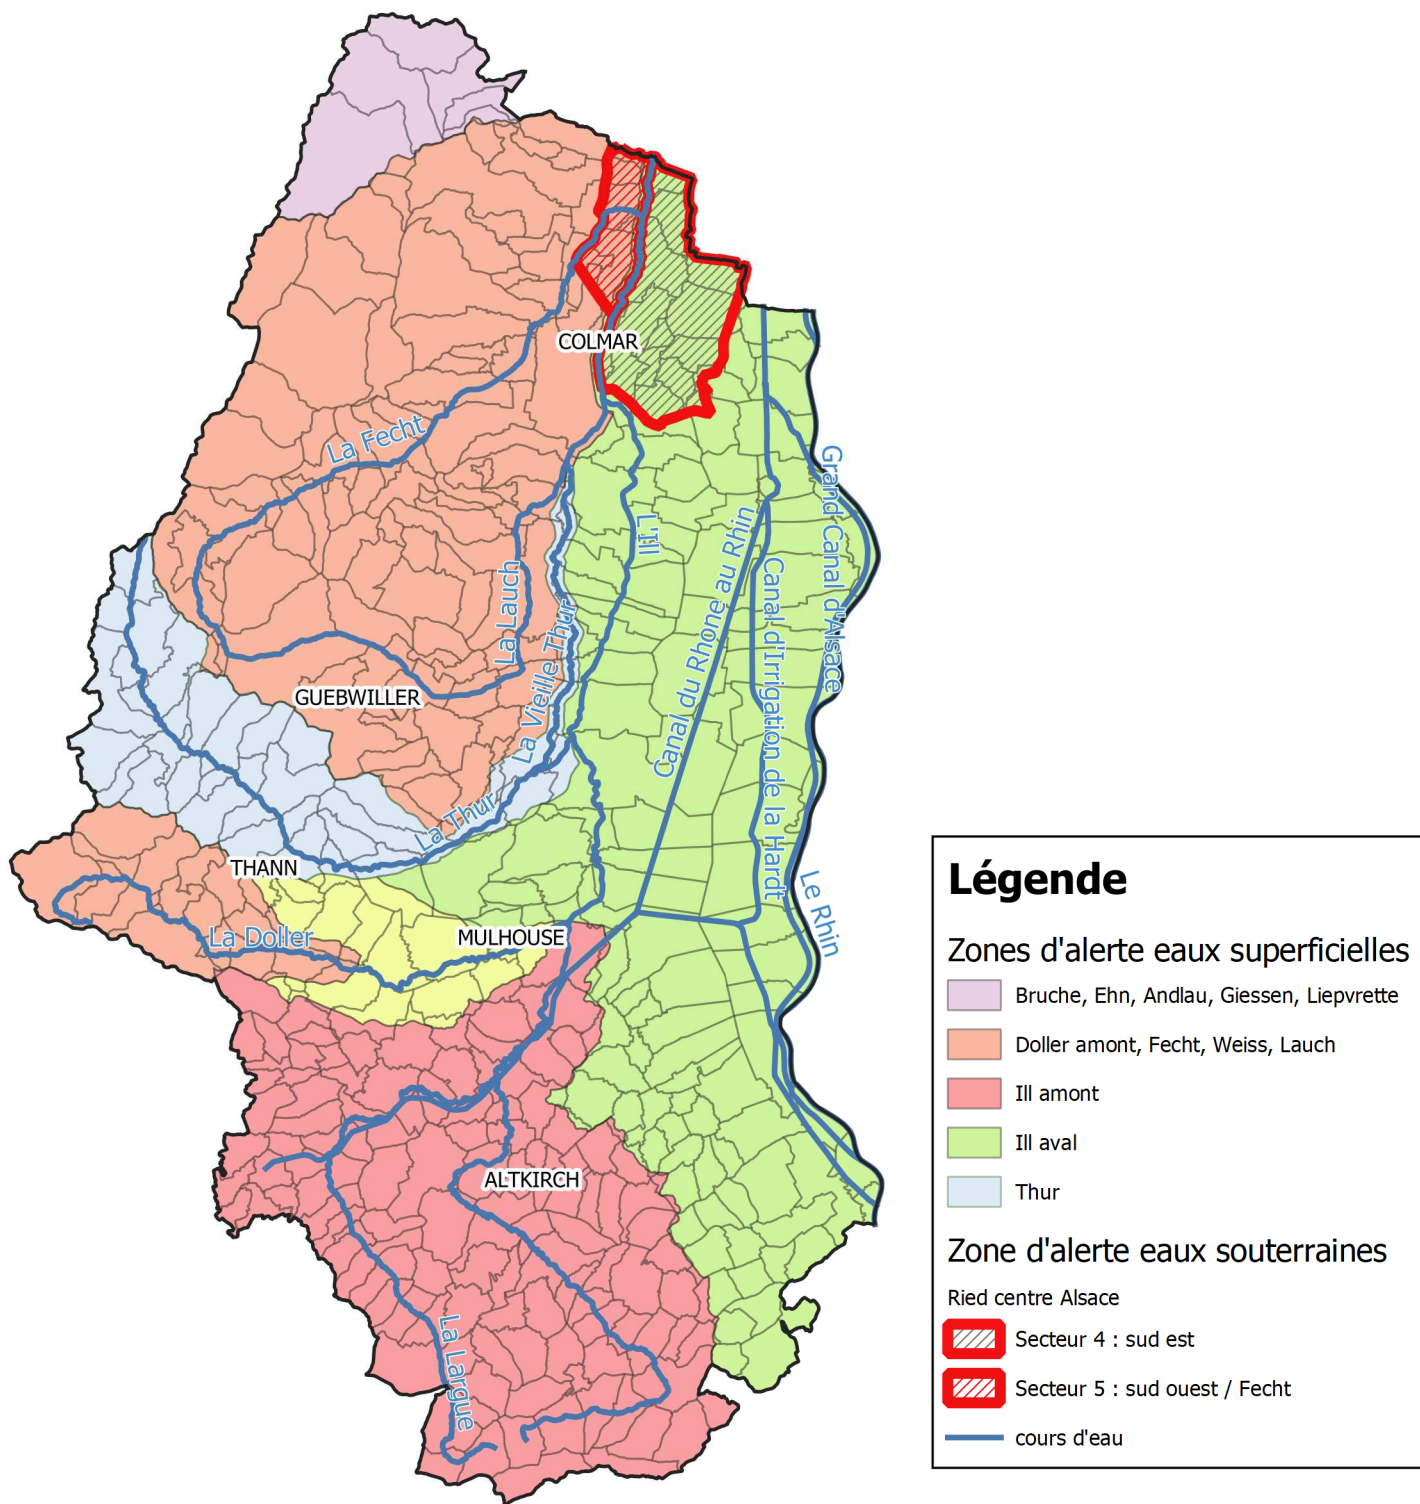 COLMAR
La Fecht
Grand Canal d'Alsace
L'Ill
Canal du Rhone au Rhin
Canal d'Irrigation de la Hardt
La Lauch
La Vieille Thur
GUEBWILLER
La Thur
THANN
Le Rhin
La Doller
MULHOUSE
ALTKIRCH
La Largue
Légende
Zones d'alerte eaux superficielles
Bruche, Ehn, Andlau, Giessen, Liepvrette
Doller amont, Fecht, Weiss, Lauch
Ill amont
Ill aval
Thur
Zone d'alerte eaux souterraines
Ried centre Alsace
Secteur 4 : sud est
Secteur 5 : sud ouest / Fecht
cours d'eau